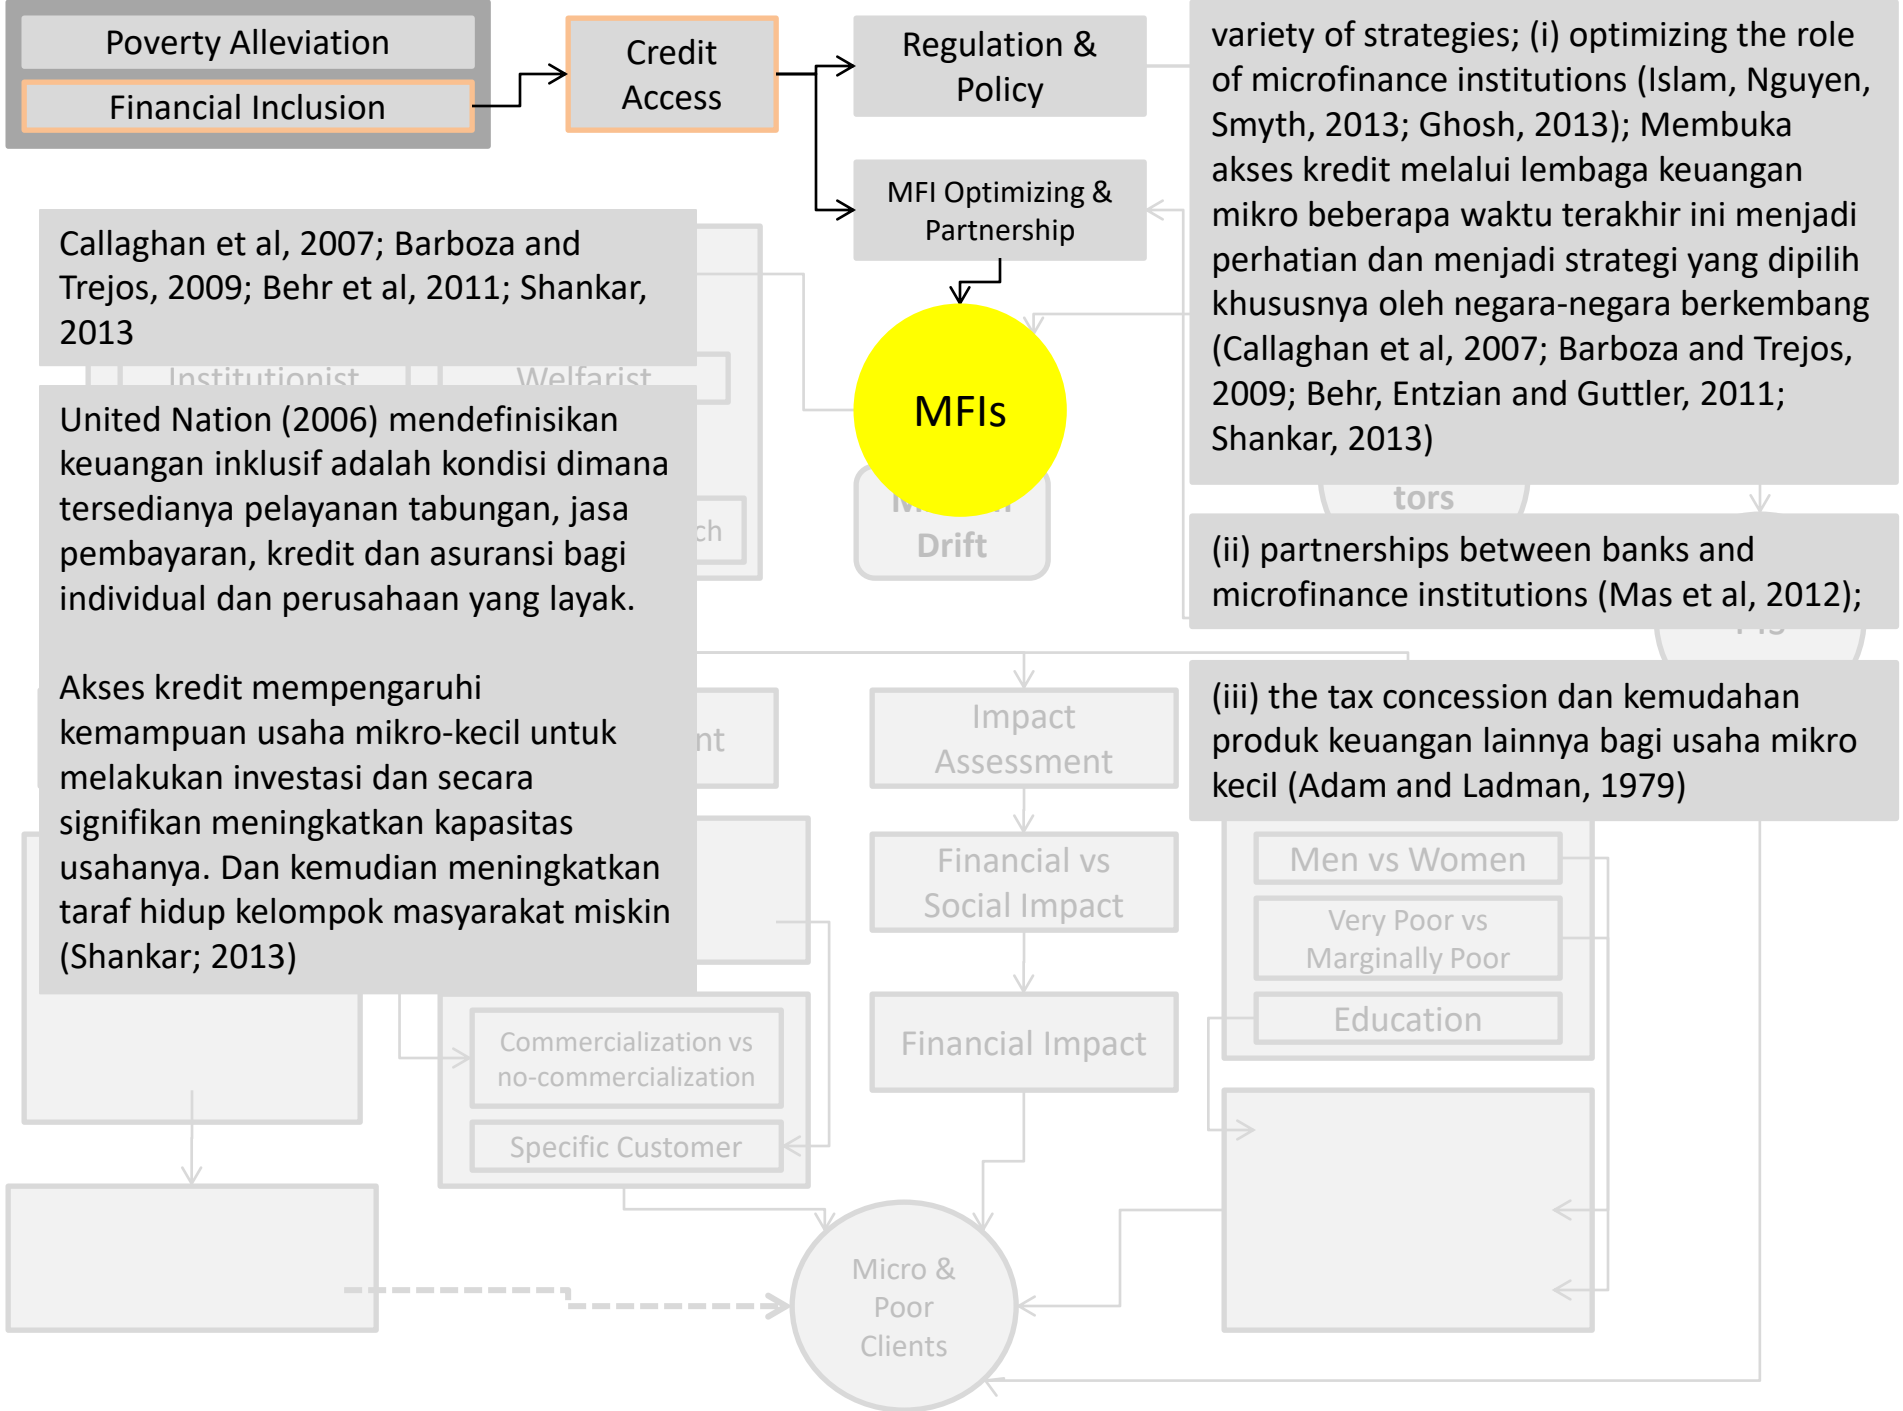 Poverty Alleviation
Financial Inclusion
Credit
Access
Regulation &
Policy
MFI Optimizing &
Partnership
MFIs
Drift
variety of strategies; (i) optimizing the role
of microfinance institutions (Islam, Nguyen,
Smyth, 2013; Ghosh, 2013); Membuka
akses kredit melalui lembaga keuangan
mikro beberapa waktu terakhir ini menjadi
perhatian dan menjadi strategi yang dipilih
khususnya oleh negara-negara berkembang
(Callaghan et al, 2007; Barboza and Trejos,
2009; Behr, Entzian and Guttler, 2011;
Shankar, 2013)
tors
(ii) partnerships between banks and
microfinance institutions (Mas et al, 2012);
(iii) the tax concession dan kemudahan
produk keuangan lainnya bagi usaha mikro
kecil (Adam and Ladman, 1979)
Callaghan et al, 2007; Barboza and
Trejos, 2009; Behr et al, 2011; Shankar,
2013
Institutionist
Welfarist
ch
United Nation (2006) mendefinisikan
keuangan inklusif adalah kondisi dimana
tersedianya pelayanan tabungan, jasa
pembayaran, kredit dan asuransi bagi
individual dan perusahaan yang layak.
Akses kredit mempengaruhi
kemampuan usaha mikro-kecil untuk
melakukan investasi dan secara
signifikan meningkatkan kapasitas
usahanya. Dan kemudian meningkatkan
taraf hidup kelompok masyarakat miskin
(Shankar; 2013)
nt
Impact
Assessment
Financial vs
Social Impact
Financial Impact
Men vs Women
Very Poor vs
Marginally Poor
Education
Commercialization vs
no-commercialization
Specific Customer
Micro &
Poor
Clients